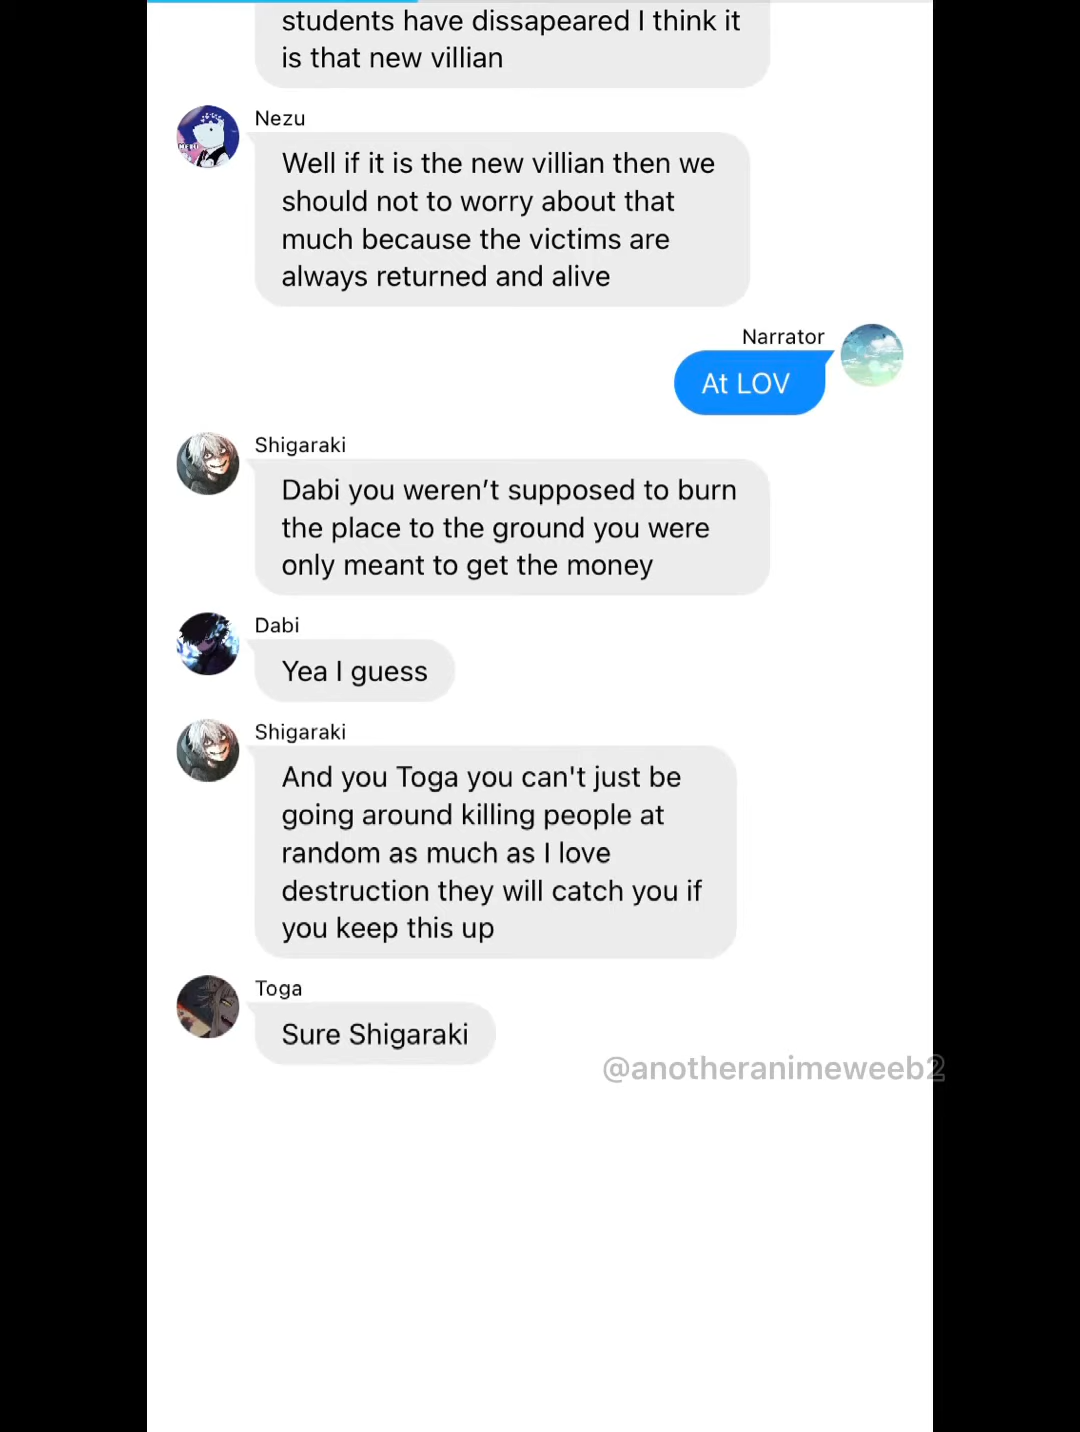 students have dissapeared I think it
is that new villian
Nezu
Well if it is the new villian then we
should not to worry about that
much because the victims are
always returned and alive
Narrator
At LOV
Shigaraki
Dabi you weren't supposed to burn
the place to the ground you were
only meant to get the money
Dabi
Yea I guess
Shigaraki
And you Toga you can't just be
going around killing people at
random as much as I love
destruction they will catch you if
you keep this up
Toga
Sure Shigaraki
@anotheranimeweeb2